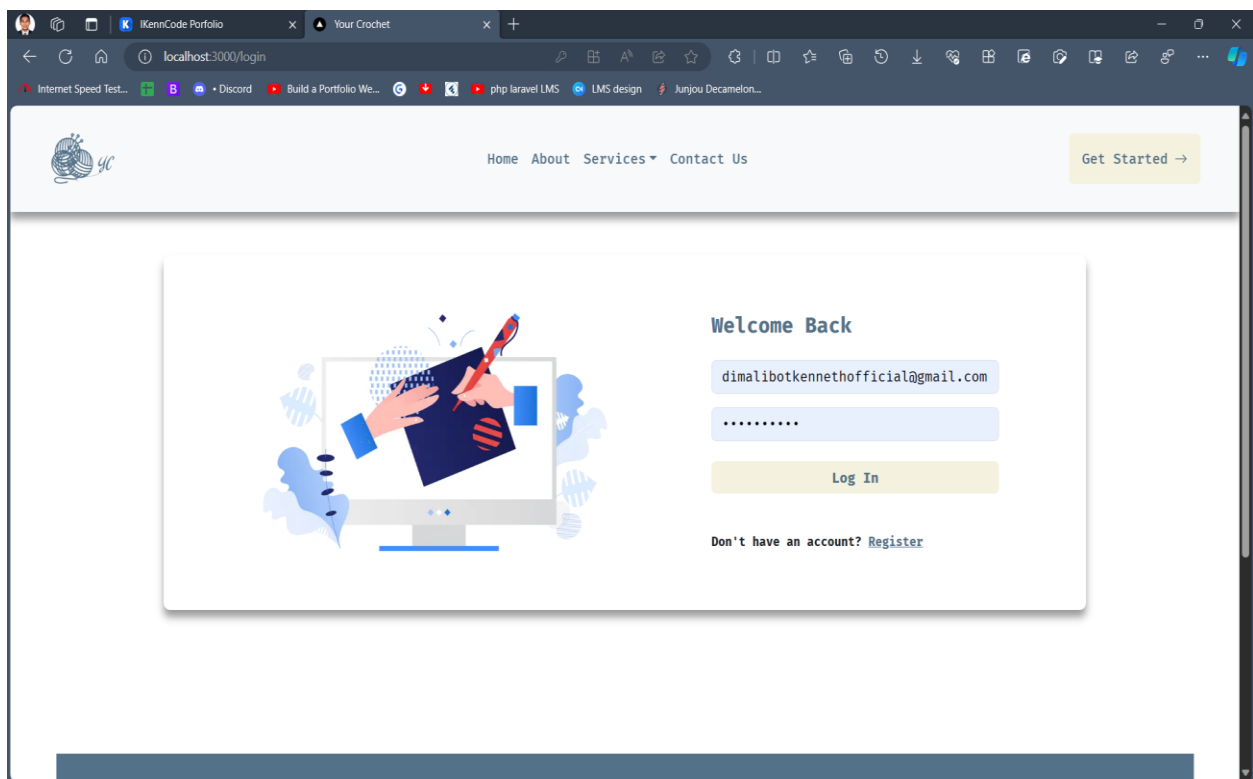 IKennCode Porfolio
Your Crochet
localhost:3000/login
Internet Speed Test...
B
• Discord
Build a Portfolio We...
php laravel LMS
LMS design
Junjou Decamelon...
YC
Home About Services Contact Us
Get Started →
Welcome Back
dimalibotkennethofficial@gmail.com
••••••••••
Log In
Don't have an account? Register